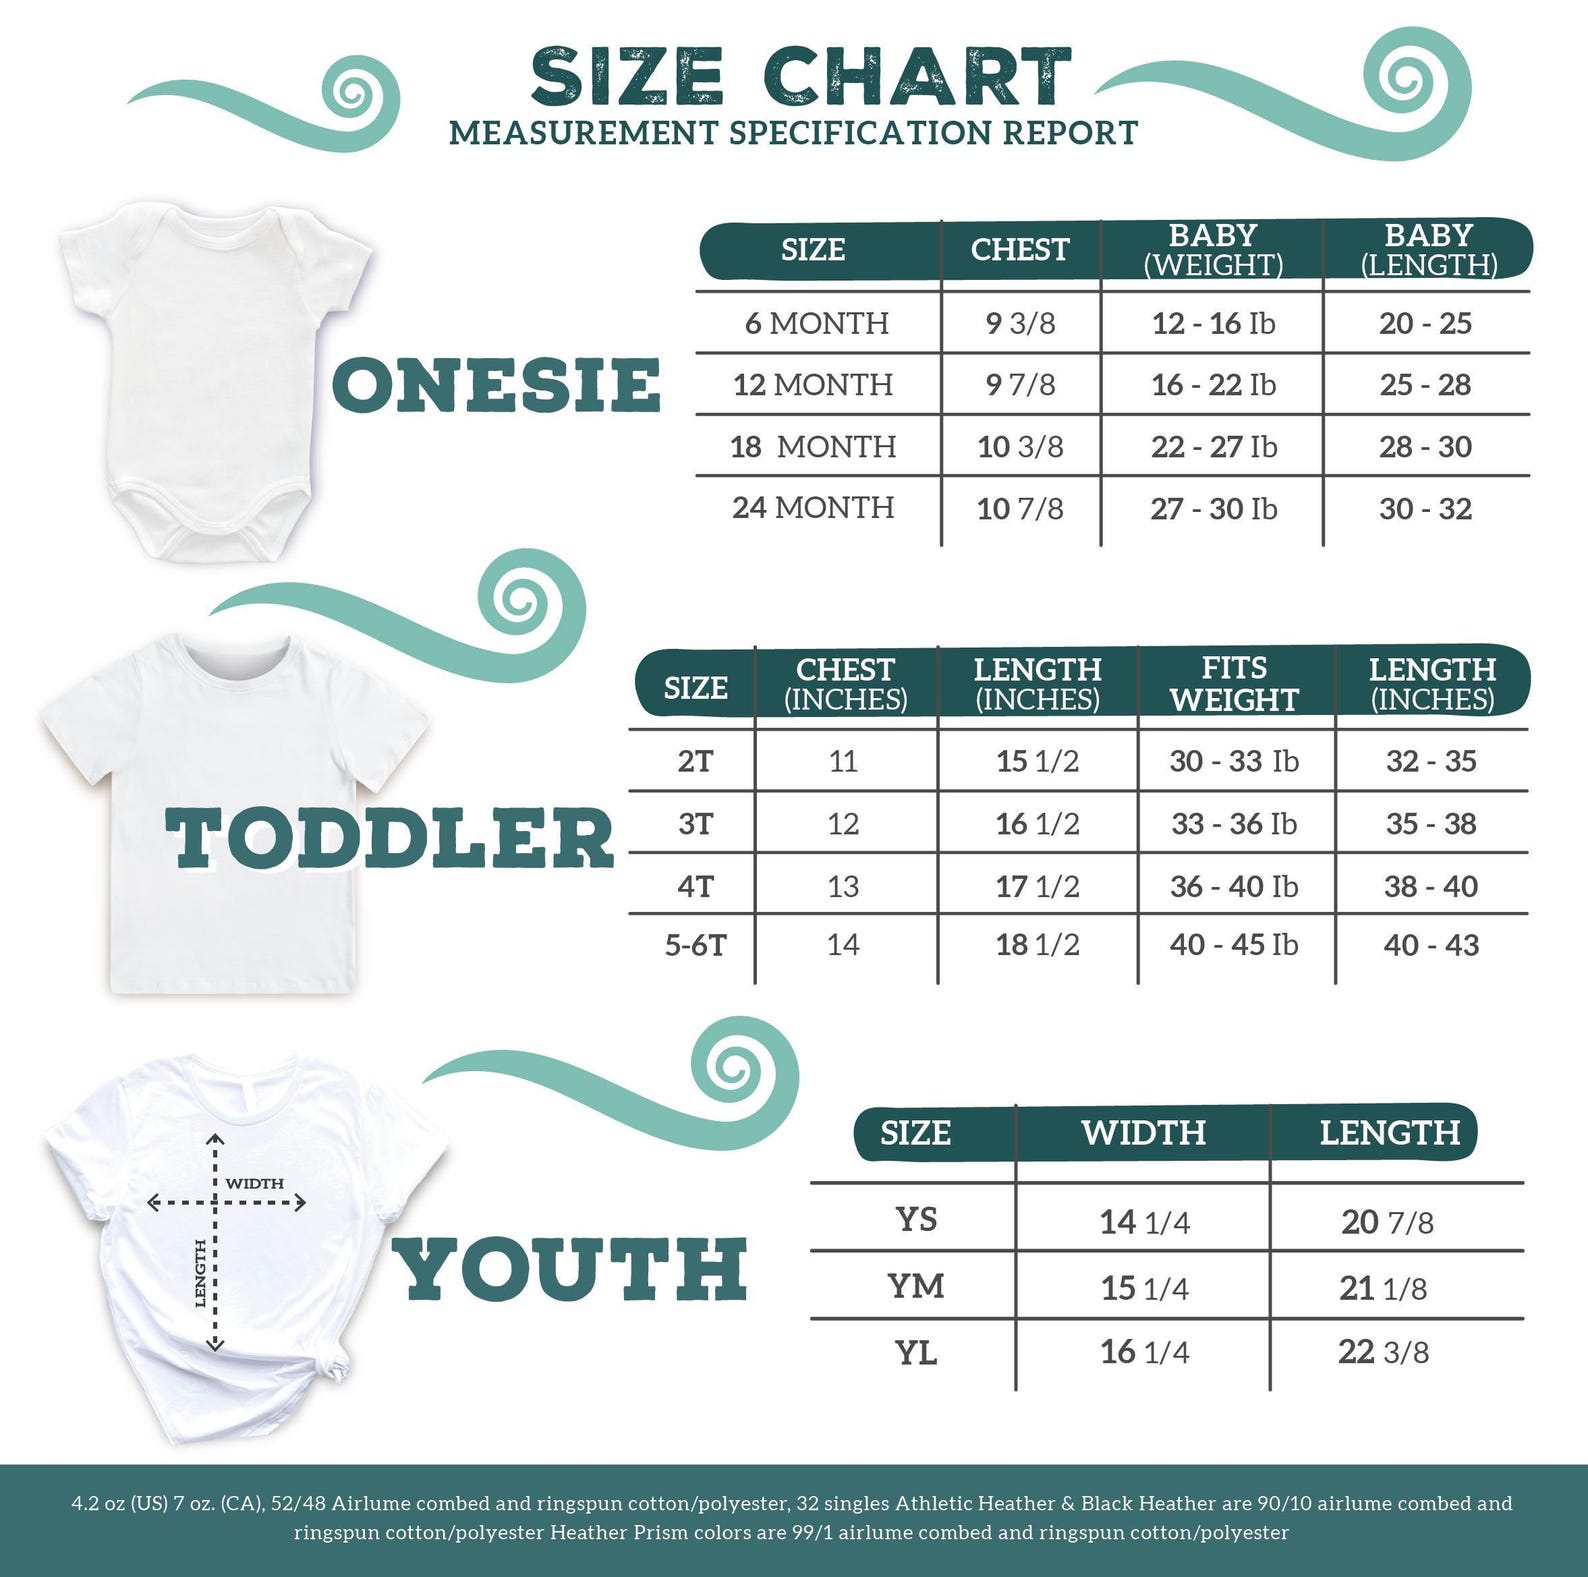 SIZE CHART
MEASUREMENT SPECIFICATION REPORT
ONESIE
SIZE CHEST BABY (WEIGHT) BABY (LENGTH)
6 MONTH 9 3/8 12 - 16 Ib 20 - 25
12 MONTH 9 7/8 16 - 22 Ib 25 - 28
18 MONTH 10 3/8 22 - 27 Ib 28 - 30
24 MONTH 10 7/8 27 - 30 Ib 30 - 32
TODDLER
SIZE CHEST (INCHES) LENGTH (INCHES) FITS WEIGHT LENGTH (INCHES)
2T 11 15 1/2 30 - 33 Ib 32 - 35
3T 12 16 1/2 33 - 36 Ib 35 - 38
4T 13 17 1/2 36 - 40 Ib 38 - 40
5-6T 14 18 1/2 40 - 45 Ib 40 - 43
WIDTH
LENGTH
YOUTH
SIZE WIDTH LENGTH
YS 14 1/4 20 7/8
YM 15 1/4 21 1/8
YL 16 1/4 22 3/8
4.2 oz (US) 7 oz. (CA), 52/48 Airlume combed and ringspun cotton/polyester, 32 singles Athletic Heather & Black Heather are 90/10 airlume combed and
ringspun cotton/polyester Heather Prism colors are 99/1 airlume combed and ringspun cotton/polyester